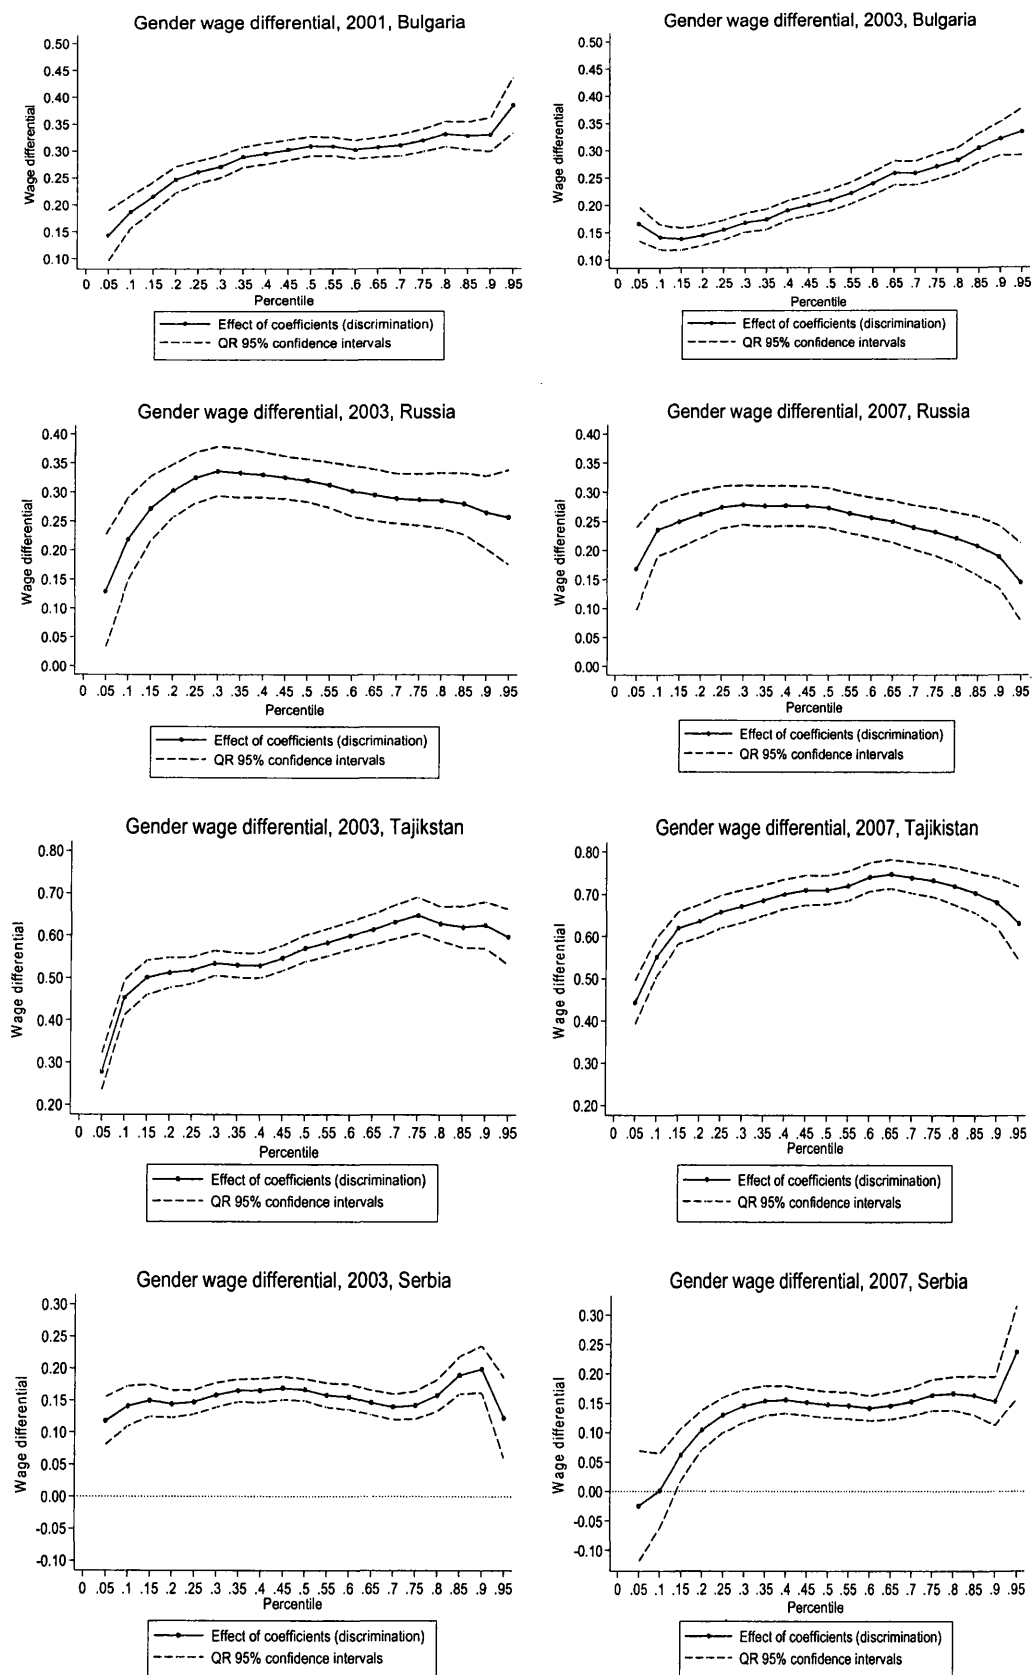 Gender wage differential, 2001, Bulgaria
Wage differential
0.50
0.45
0.40
0.35
0.30
0.25
0.20
0.15
0.10
0 .05 .1 .15 .2 .25 .3 .35 .4 .45 .5 .55 .6 .65 .7 .75 .8 .85 .9 .95
Percentile
Effect of coefficients (discrimination)
QR 95% confidence intervals
Gender wage differential, 2003, Bulgaria
Wage differential
0.50
0.45
0.40
0.35
0.30
0.25
0.20
0.15
0.10
0 .05 .1 .15 .2 .25 .3 .35 .4 .45 .5 .55 .6 .65 .7 .75 .8 .85 .9 .95
Percentile
Effect of coefficients (discrimination)
QR 95% confidence intervals
Gender wage differential, 2003, Russia
Wage differential
0.40
0.35
0.30
0.25
0.20
0.15
0.10
0.05
0.00
0 .05 .1 .15 .2 .25 .3 .35 .4 .45 .5 .55 .6 .65 .7 .75 .8 .85 .9 .95
Percentile
Effect of coefficients (discrimination)
QR 95% confidence intervals
Gender wage differential, 2007, Russia
Wage differential
0.40
0.35
0.30
0.25
0.20
0.15
0.10
0.05
0.00
0 .05 .1 .15 .2 .25 .3 .35 .4 .45 .5 .55 .6 .65 .7 .75 .8 .85 .9 .95
Percentile
Effect of coefficients (discrimination)
QR 95% confidence intervals
Gender wage differential, 2003, Tajikstan
Wage differential
0.80
0.70
0.60
0.50
0.40
0.30
0.20
0 .05 .1 .15 .2 .25 .3 .35 .4 .45 .5 .55 .6 .65 .7 .75 .8 .85 .9 .95
Percentile
Effect of coefficients (discrimination)
QR 95% confidence intervals
Gender wage differential, 2007, Tajikistan
Wage differential
0.80
0.70
0.60
0.50
0.40
0.30
0.20
0 .05 .1 .15 .2 .25 .3 .35 .4 .45 .5 .55 .6 .65 .7 .75 .8 .85 .9 .95
Percentile
Effect of coefficients (discrimination)
QR 95% confidence intervals
Gender wage differential, 2003, Serbia
Wage differential
0.30
0.25
0.20
0.15
0.10
0.05
0.00
-0.05
-0.10
0 .05 .1 .15 .2 .25 .3 .35 .4 .45 .5 .55 .6 .65 .7 .75 .8 .85 .9 .95
Percentile
Effect of coefficients (discrimination)
QR 95% confidence intervals
Gender wage differential, 2007, Serbia
Wage differential
0.30
0.25
0.20
0.15
0.10
0.05
0.00
-0.05
-0.10
0 .05 .1 .15 .2 .25 .3 .35 .4 .45 .5 .55 .6 .65 .7 .75 .8 .85 .9 .95
Percentile
Effect of coefficients (discrimination)
QR 95% confidence intervals